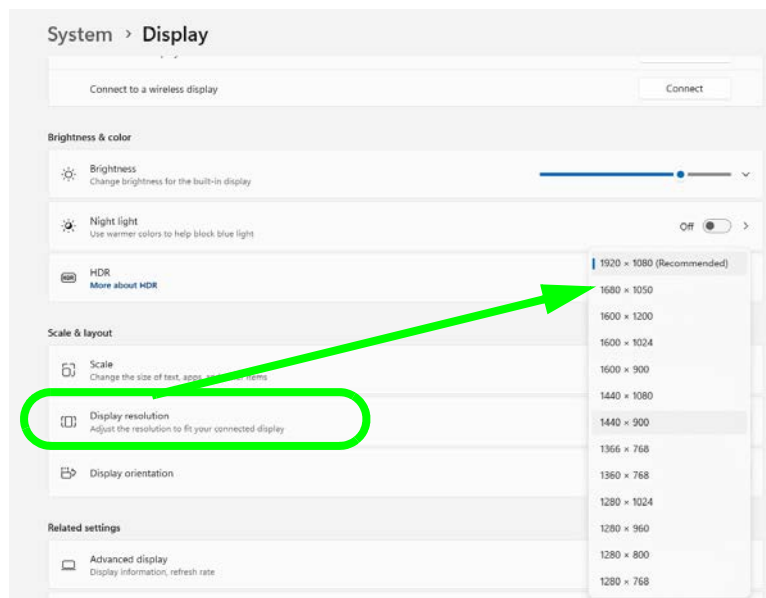 System > Display
Connect to a wireless display
Connect
Brightness & color
Brightness
Change brightness for the built-in display
Night light
Use warmer colors to help block blue light
Off
HDR
HDR
More about HDR
Scale & layout
Scale
Change the size of text, apps, items
Display resolution
Adjust the resolution to fit your connected display
Display orientation
Related settings
Advanced display
Display information, refresh rate
1920 × 1080 (Recommended)
1680 × 1050
1600 × 1200
1600 × 1024
1600 × 900
1440 × 1080
1440 × 900
1366 × 768
1360 × 768
1280 × 1024
1280 × 960
1280 × 800
1280 × 768